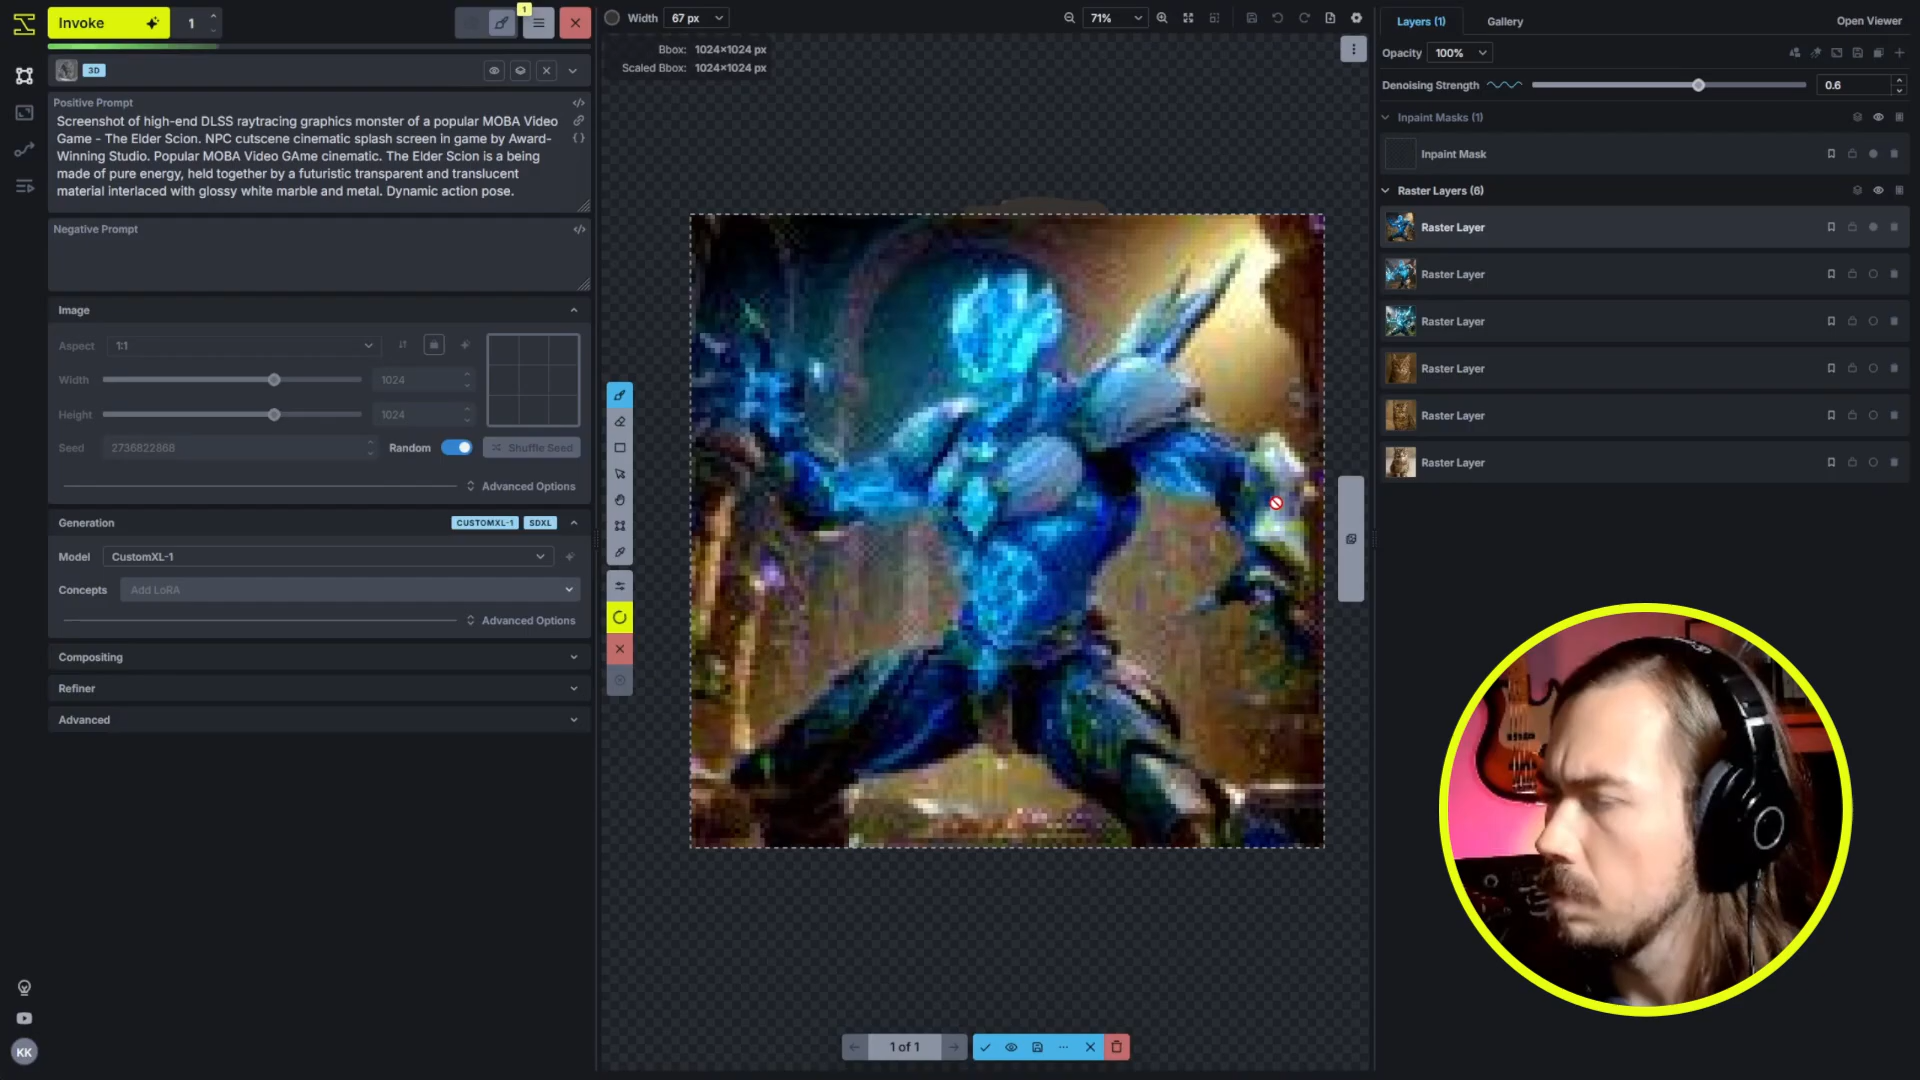 Invoke
1
1
Width
67 px
71%
Layers (1)
Gallery
Open Viewer
Bbox: 1024×1024 px
Scaled Bbox: 1024×1024 px
Opacity
100%
3D
Denoising Strength
0.6
Positive Prompt
Screenshot of high-end DLSS raytracing graphics monster of a popular MOBA Video
Game - The Elder Scion. NPC cutscene cinematic splash screen in game by Award-
Winning Studio. Popular MOBA Video GAme cinematic. The Elder Scion is a being
made of pure energy, held together by a futuristic transparent and translucent
material interlaced with glossy white marble and metal. Dynamic action pose.
Negative Prompt
Image
Aspect
1:1
Width
1024
Height
1024
Seed
2736822868
Random
Shuffle Seed
Advanced Options
Generation
CUSTOMXL-1
SDXL
Model
CustomXL-1
Concepts
Add LoRA
Advanced Options
Compositing
Refiner
Advanced
KK
1 of 1
Inpaint Masks (1)
Inpaint Mask
Raster Layers (6)
Raster Layer
Raster Layer
Raster Layer
Raster Layer
Raster Layer
Raster Layer